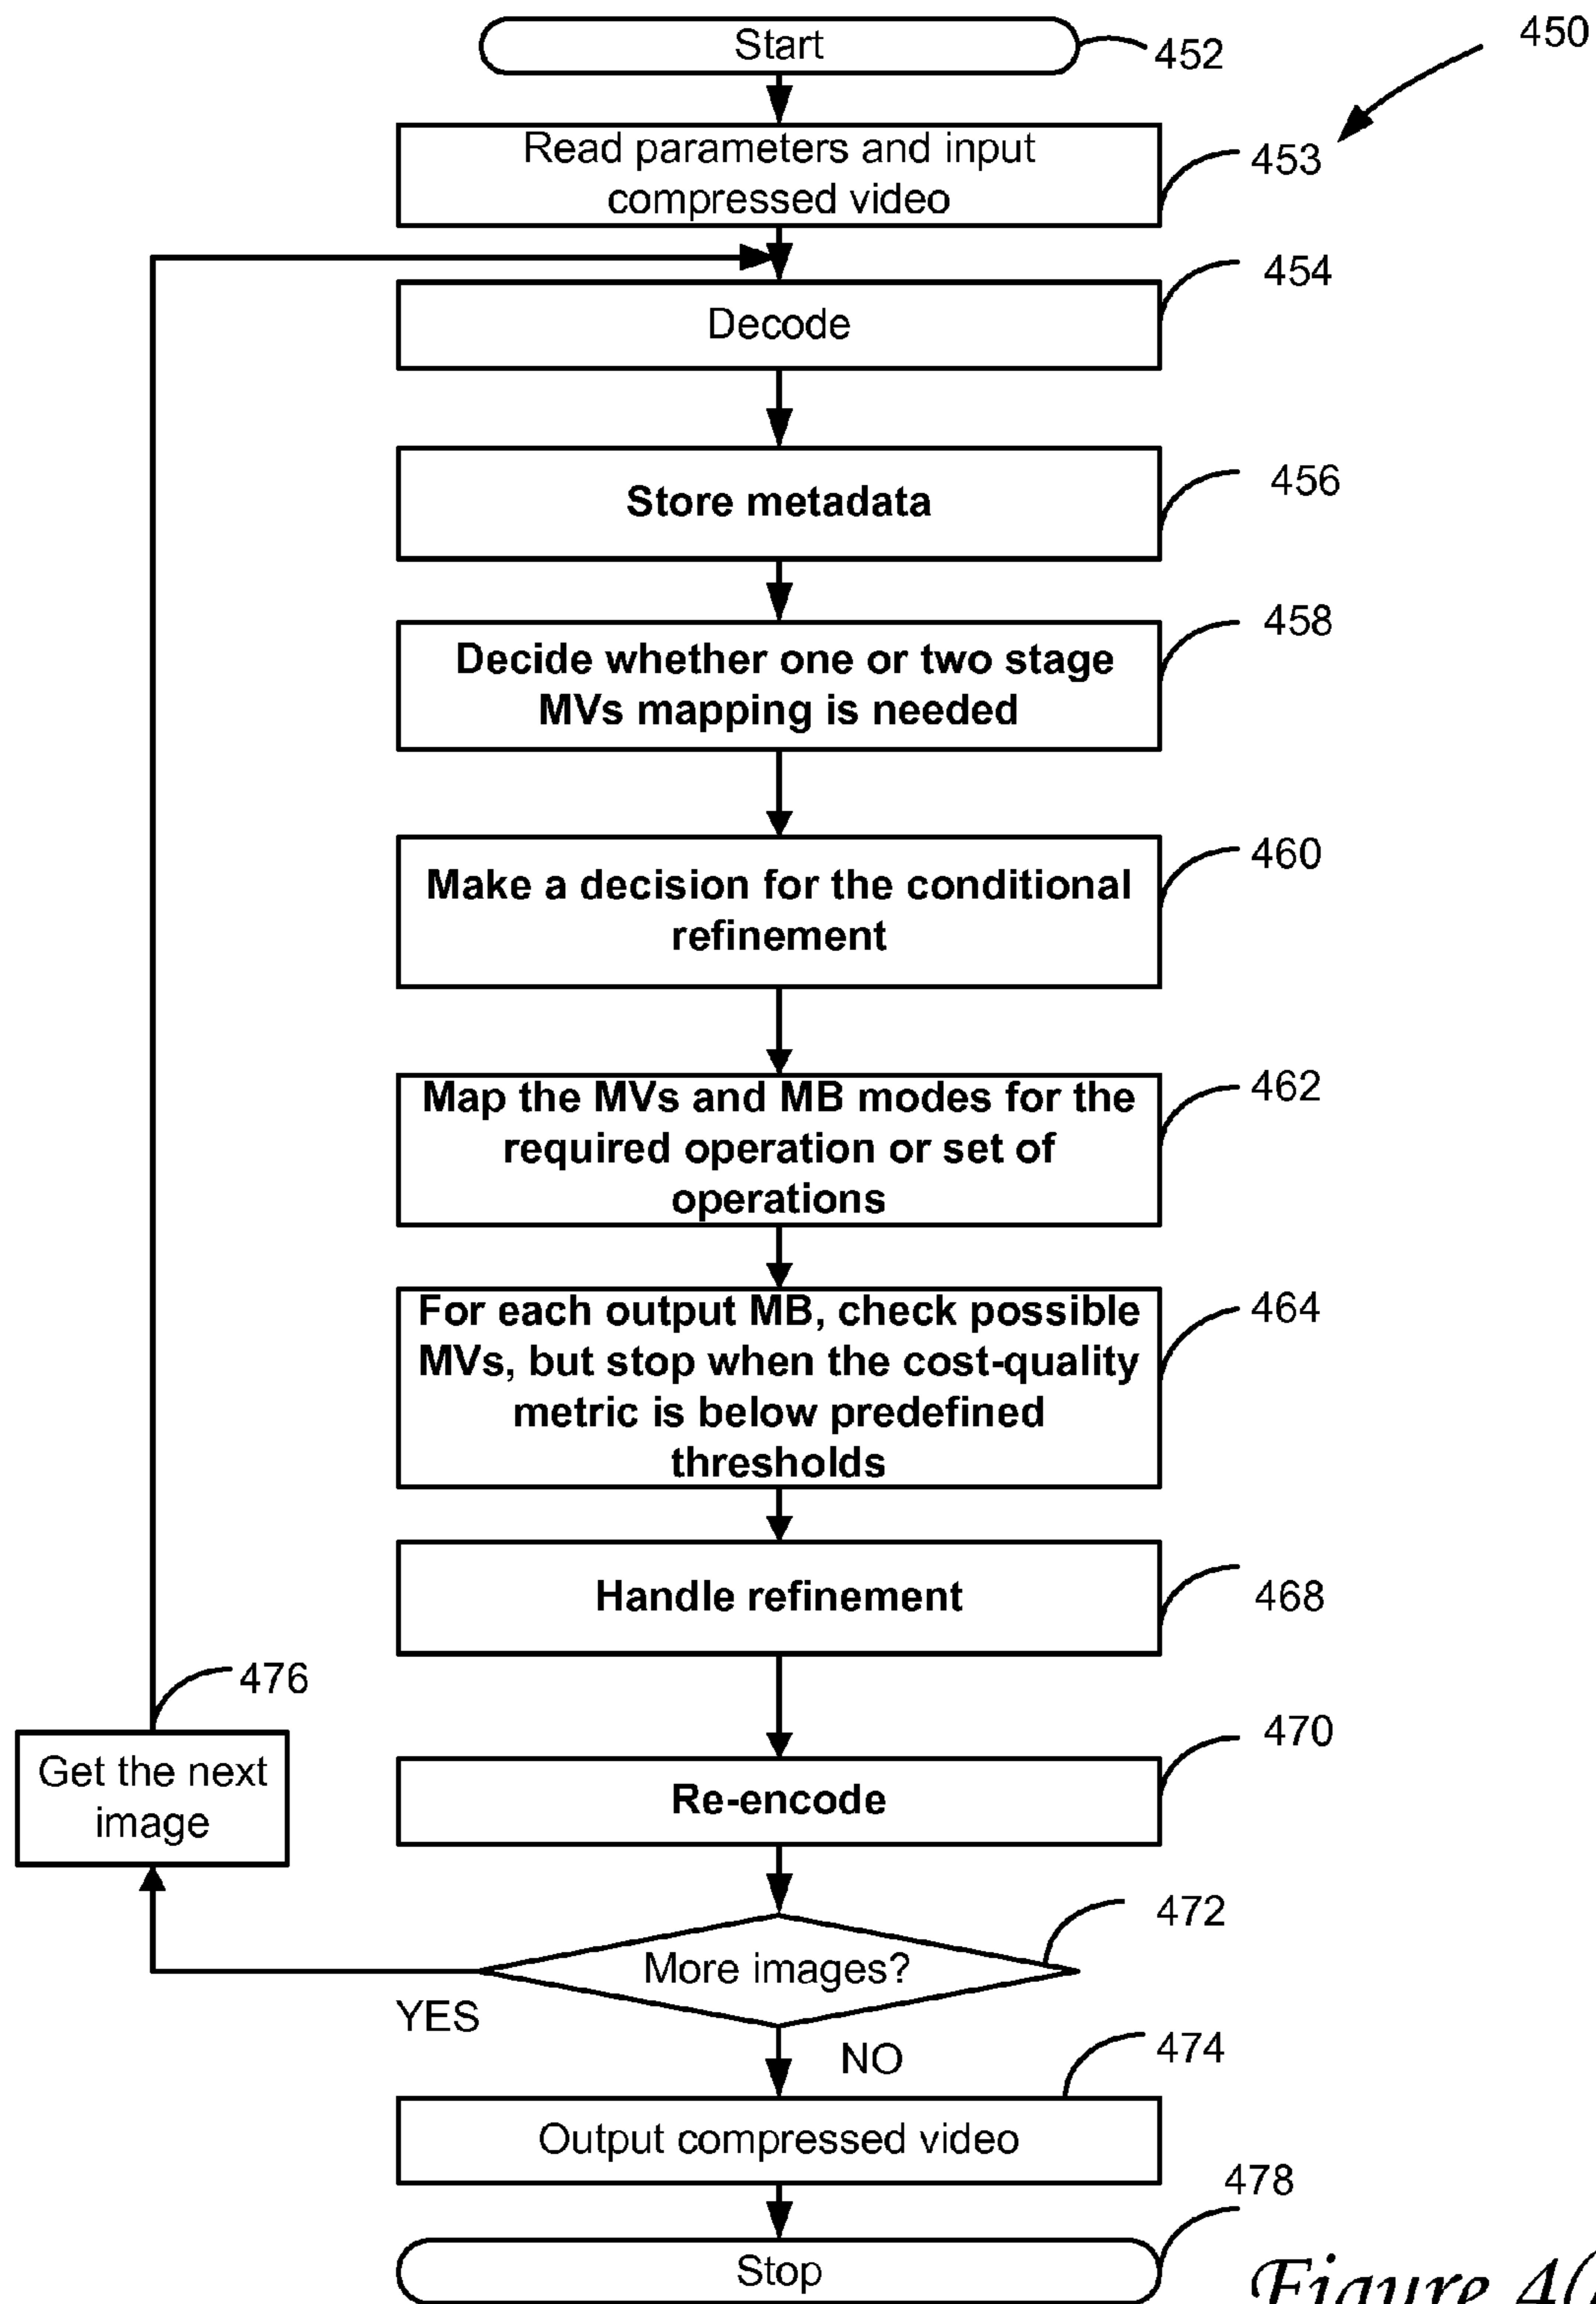 Start
452
450
Read parameters and input
compressed video
453
454
Decode
Store metadata
456
Decide whether one or two stage
MVs mapping is needed
458
Make a decision for the conditional
refinement
460
Map the MVs and MB modes for the
required operation or set of
operations
462
For each output MB, check possible
MVs, but stop when the cost-quality
metric is below predefined
thresholds
464
Handle refinement
468
476
Get the next
image
Re-encode
470
More images?
472
YES
NO
474
Output compressed video
478
Stop
Figure 4(